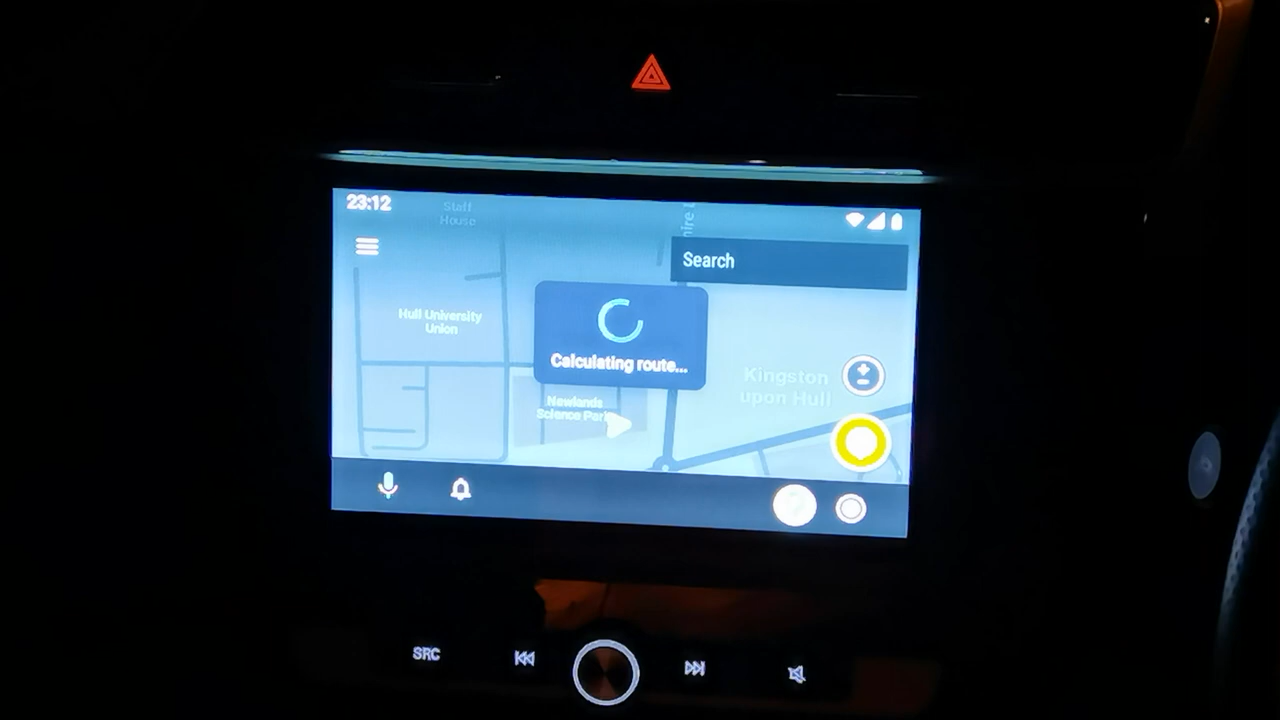 23:12
Staff
House
Search
Hull University
Union
Calculating route...
Kingston
upon Hull
Newlands
Science Park
SRC